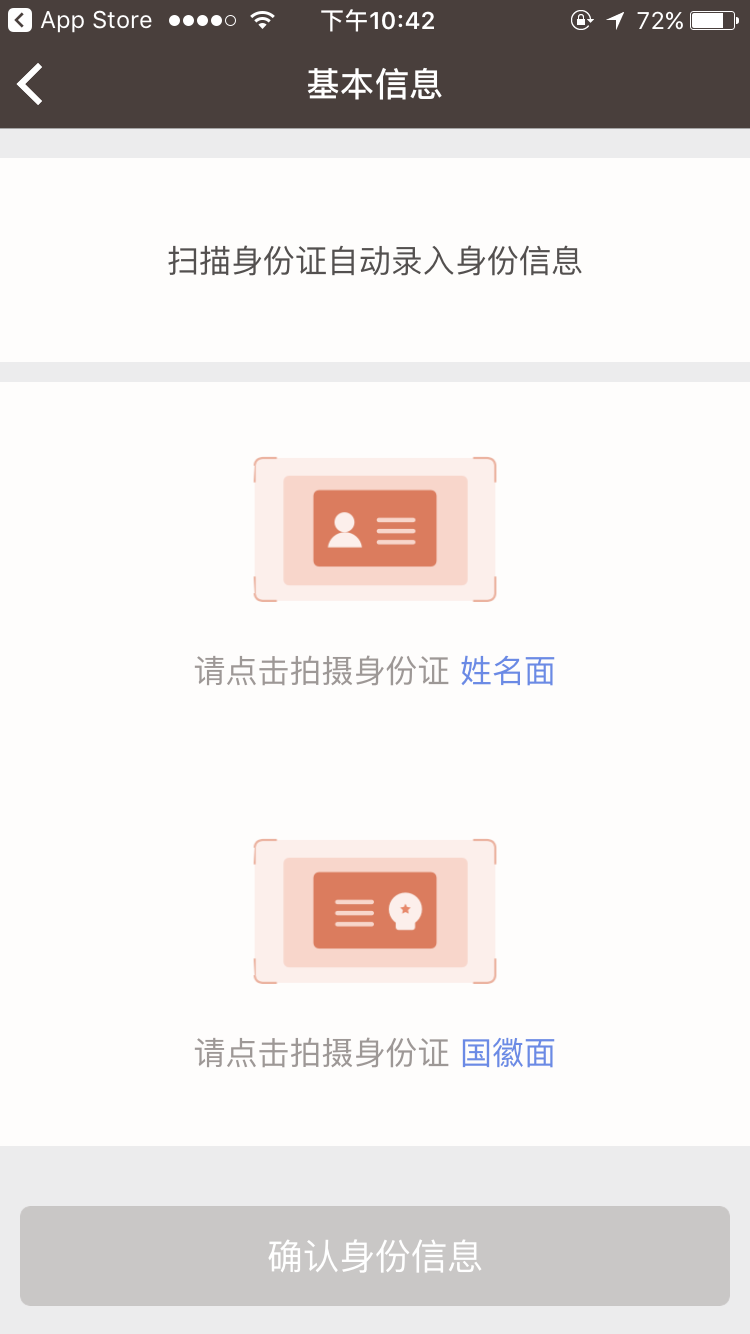 App Store 下午10:42 72%
基本信息
扫描身份证自动录入身份信息
请点击拍摄身份证 姓名面
请点击拍摄身份证 国徽面
确认身份信息